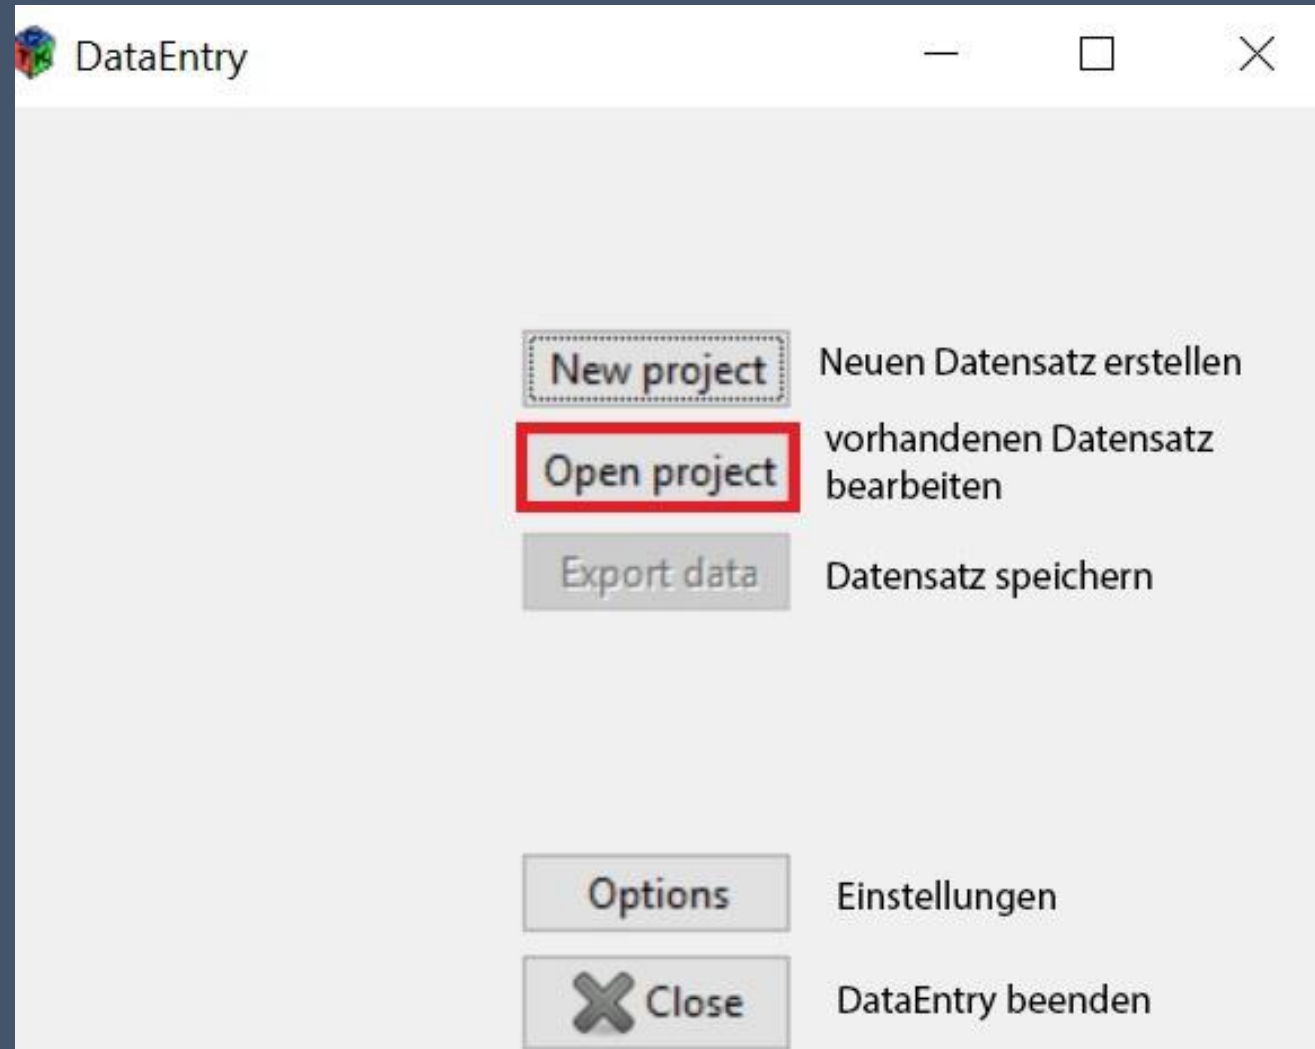 DataEntry
New project
Neuen Datensatz erstellen
Open project
vorhandenen Datensatz
bearbeiten
Export data
Datensatz speichern
Options
Einstellungen
Close
DataEntry beenden